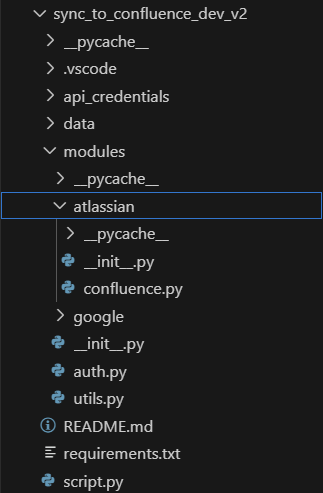 sync_to_confluence_dev_v2
__pycache__
.vscode
api_credentials
data
modules
__pycache__
atlassian
__pycache__
__init__.py
confluence.py
google
__init__.py
auth.py
utils.py
README.md
requirements.txt
script.py